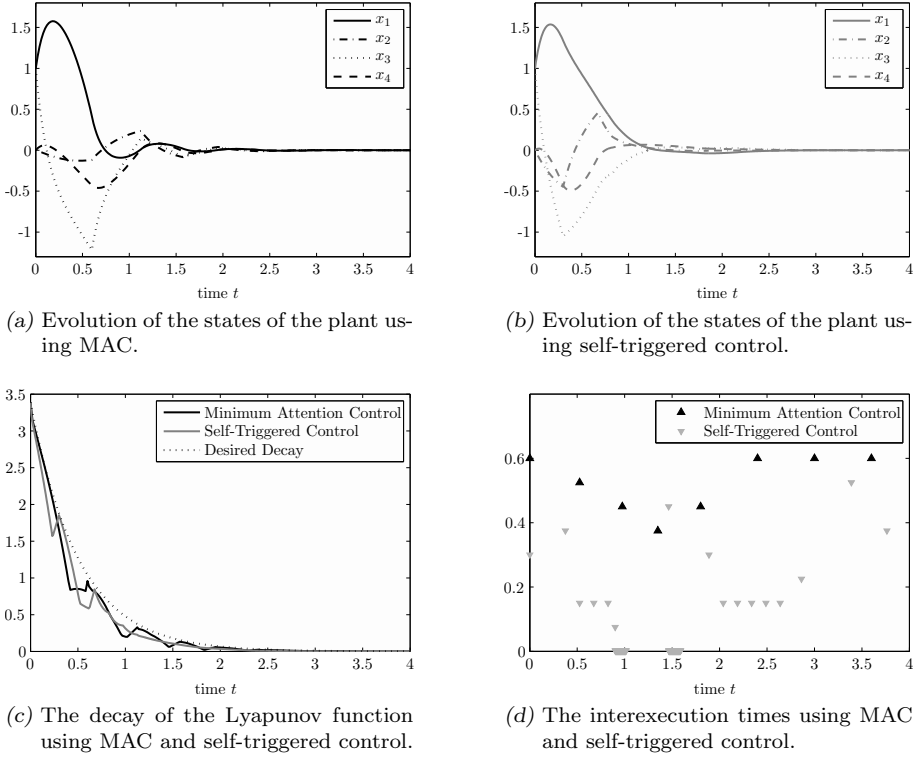 1.5
1
0.5
0
-0.5
-1
0 0.5 1 1.5 2 2.5 3 3.5 4
time t
x1
x2
x3
x4
(a) Evolution of the states of the plant us-
ing MAC.
1.5
1
0.5
0
-0.5
-1
0 0.5 1 1.5 2 2.5 3 3.5 4
time t
x1
x2
x3
x4
(b) Evolution of the states of the plant us-
ing self-triggered control.
3.5
3
2.5
2
1.5
1
0.5
0
0 0.5 1 1.5 2 2.5 3 3.5 4
time t
Minimum Attention Control
Self-Triggered Control
Desired Decay
(c) The decay of the Lyapunov function
using MAC and self-triggered control.
0.6
0.4
0.2
0
0 0.5 1 1.5 2 2.5 3 3.5 4
time t
Minimum Attention Control
Self-Triggered Control
(d) The interexecution times using MAC
and self-triggered control.